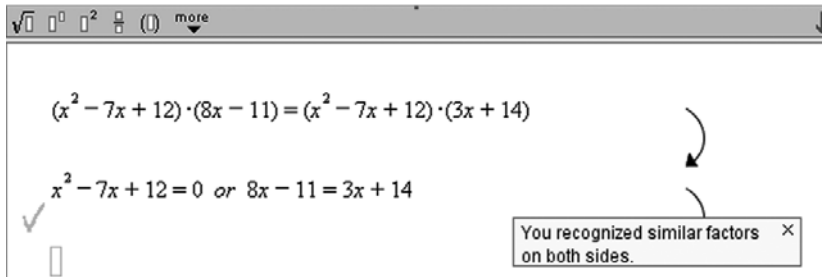 √▯ ▯▯ ▯² ▯/▯ (▯) more
(x² − 7x + 12)·(8x − 11) = (x² − 7x + 12)·(3x + 14)
x² − 7x + 12 = 0 or 8x − 11 = 3x + 14
You recognized similar factors
on both sides.